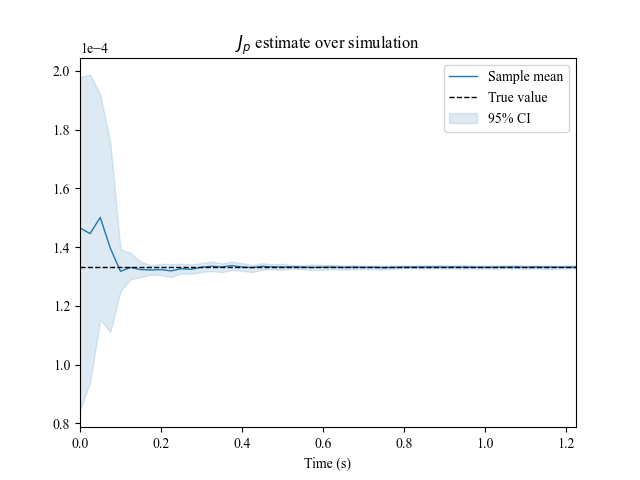 J_p estimate over simulation
1e−4
2.0
1.8
1.6
1.4
1.2
1.0
0.8
Sample mean
True value
95% CI
0.0 0.2 0.4 0.6 0.8 1.0 1.2
Time (s)